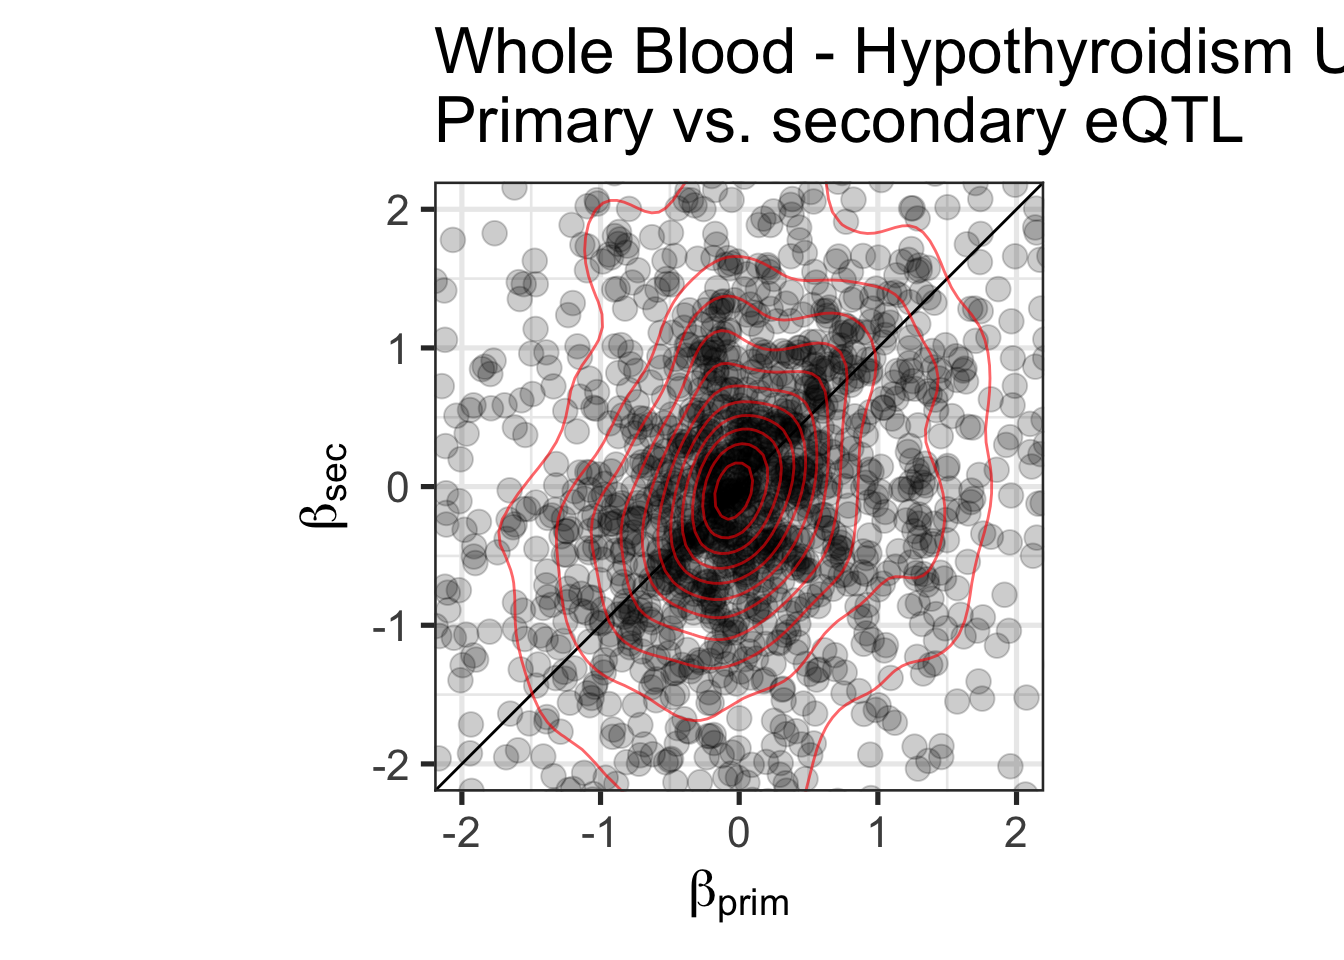 Whole Blood - Hypothyroidism U
Primary vs. secondary eQTL
2
1
0
-1
-2
βsec
-2 -1 0 1 2
βprim